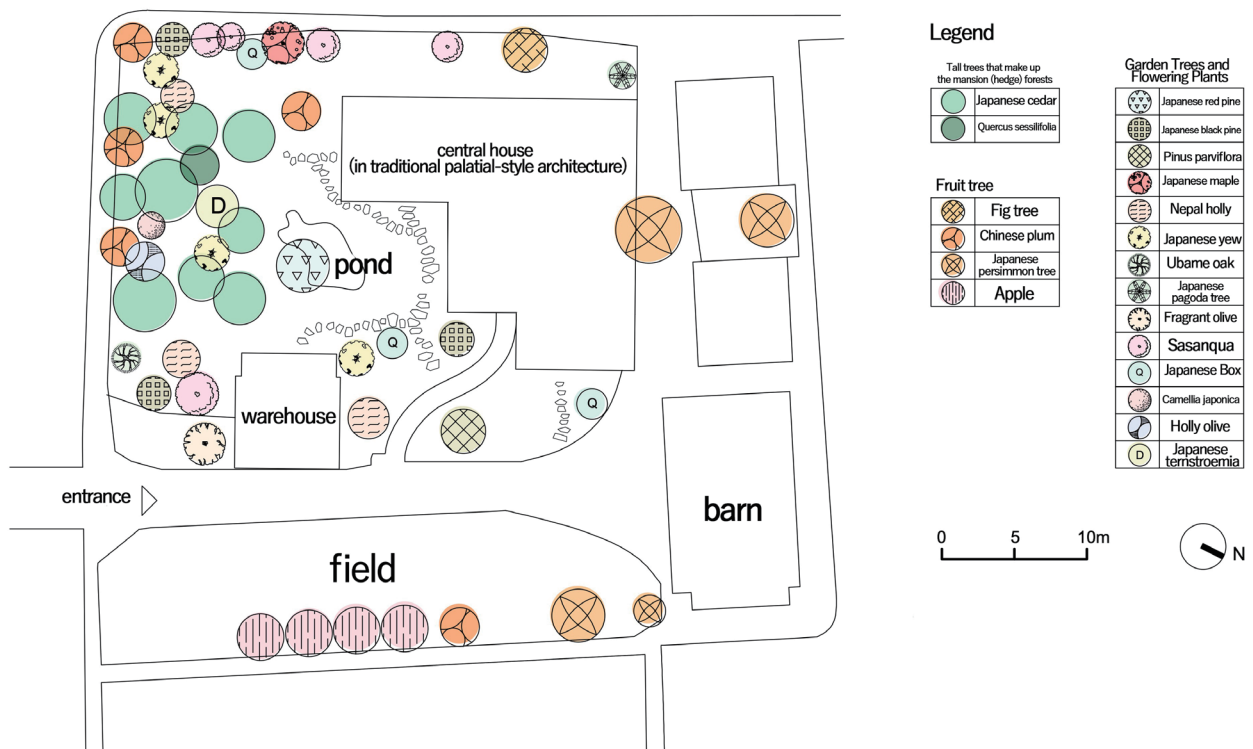 Q
central house
(in traditional palatial-style architecture)
D
pond
Q
Q
warehouse
entrance
barn
field
Legend
Tall trees that make up
the mansion (hedge) forests
Japanese cedar
Quercus sessilifolia
Fruit tree
Fig tree
Chinese plum
Japanese
persimmon tree
Apple
Garden Trees and
Flowering Plants
Japanese red pine
Japanese black pine
Pinus parviflora
Japanese maple
Nepal holly
Japanese yew
Ubame oak
Japanese
pagoda tree
Fragrant olive
Sasanqua
Q Japanese Box
Camellia japonica
Holly olive
D Japanese
ternstroemia
0 5 10m
N